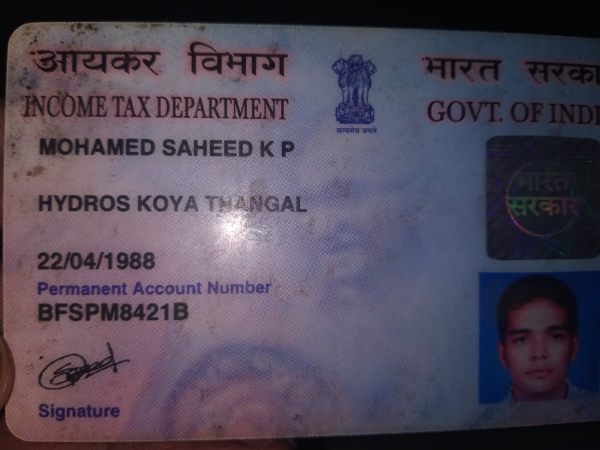 आयकर विभाग
INCOME TAX DEPARTMENT
भारत सरका
GOVT. OF INDI
सत्यमेव जयते
MOHAMED SAHEED K P
HYDROS KOYA THANGAL
22/04/1988
Permanent Account Number
BFSPM8421B
Signature
भारत
सरकार